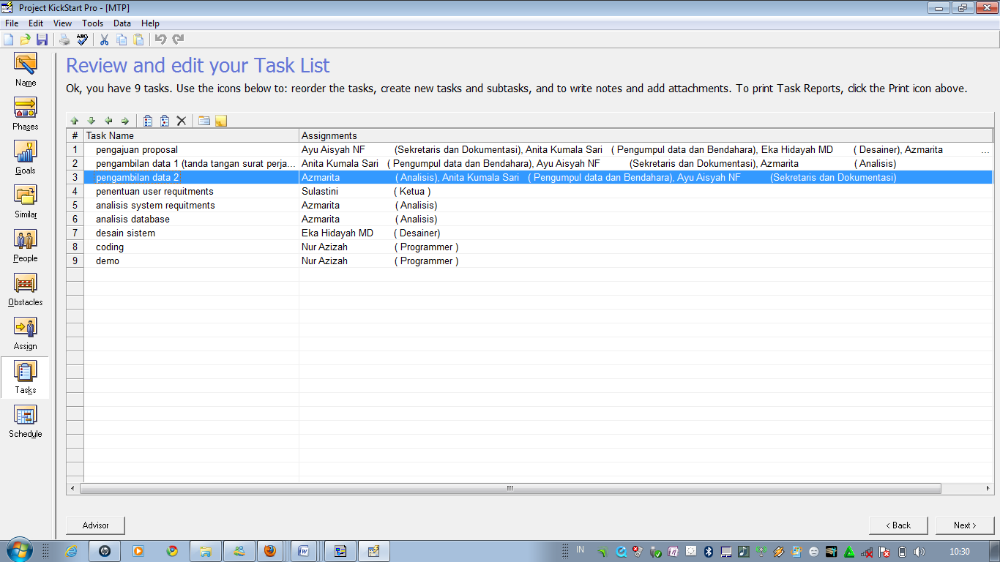 Project KickStart Pro - [MTP]
File Edit View Tools Data Help
Name
Phases
Goals
Similar
People
Obstacles
Assign
Tasks
Schedule
Review and edit your Task List
Ok, you have 9 tasks. Use the icons below to: reorder the tasks, create new tasks and subtasks, and to write notes and add attachments. To print Task Reports, click the Print icon above.
# Task Name Assignments
1 pengajuan proposal Ayu Aisyah NF (Sekretaris dan Dokumentasi), Anita Kumala Sari ( Pengumpul data dan Bendahara), Eka Hidayah MD ( Desainer), Azmarita ...
2 pengambilan data 1 (tanda tangan surat perja... Anita Kumala Sari ( Pengumpul data dan Bendahara), Ayu Aisyah NF (Sekretaris dan Dokumentasi), Azmarita ( Analisis)
3 pengambilan data 2 Azmarita ( Analisis), Anita Kumala Sari ( Pengumpul data dan Bendahara), Ayu Aisyah NF (Sekretaris dan Dokumentasi)
4 penentuan user requitments Sulastini ( Ketua )
5 analisis system requitments Azmarita ( Analisis)
6 analisis database Azmarita ( Analisis)
7 desain sistem Eka Hidayah MD ( Desainer)
8 coding Nur Azizah ( Programmer )
9 demo Nur Azizah ( Programmer )
Advisor < Back Next >
IN 10:30